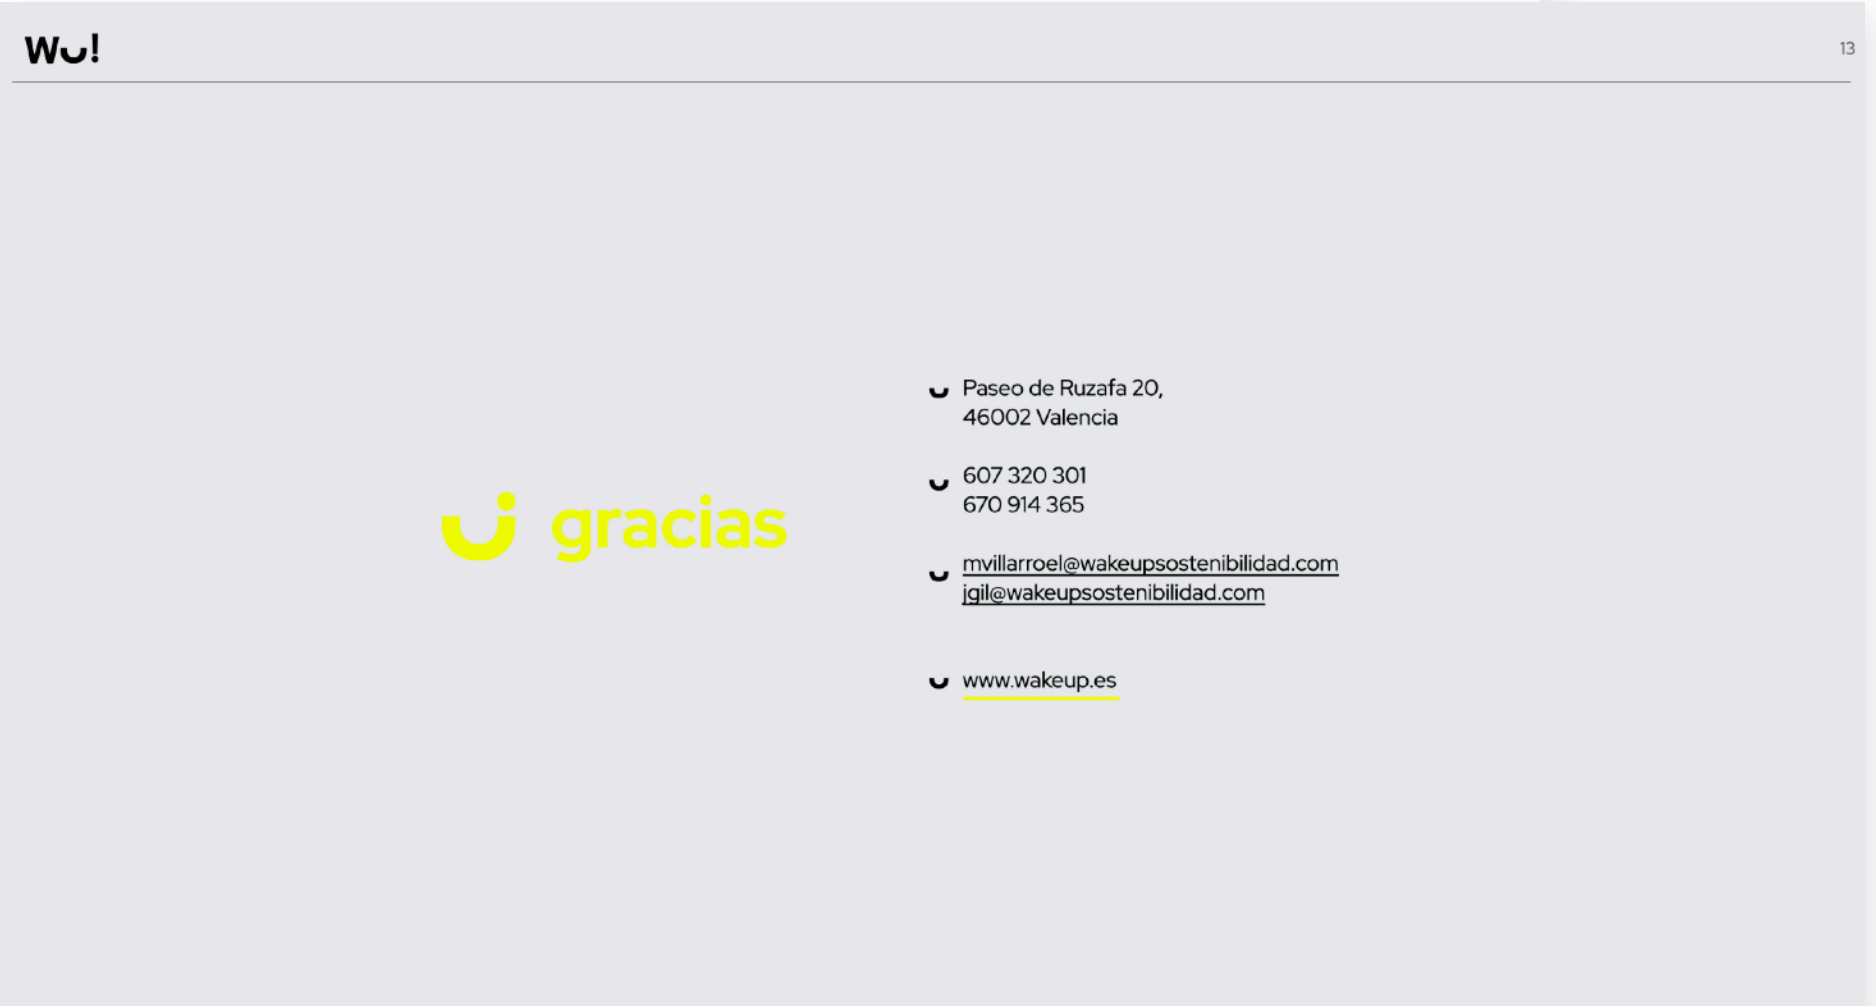 Wu!
13
gracias
Paseo de Ruzafa 20,
46002 Valencia
607 320 301
670 914 365
mvillarroel@wakeupsostenibilidad.com
jgil@wakeupsostenibilidad.com
www.wakeup.es